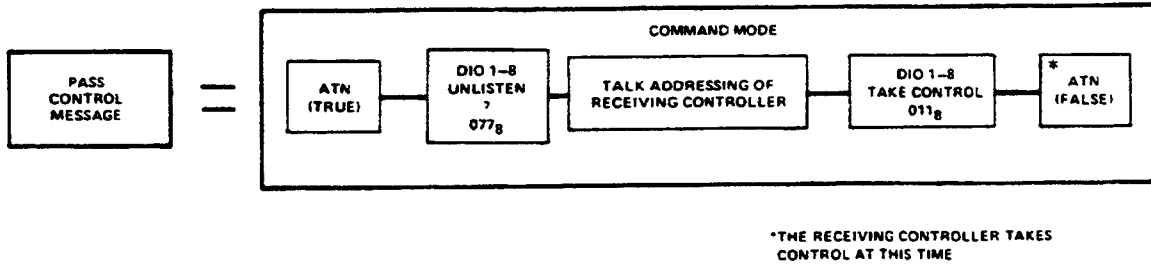 COMMAND MODE
PASS
CONTROL
MESSAGE
=
ATN
(TRUE)
DIO 1–8
UNLISTEN
?
077₈
TALK ADDRESSING OF
RECEIVING CONTROLLER
DIO 1–8
TAKE CONTROL
011₈
*
ATN
(FALSE)
*THE RECEIVING CONTROLLER TAKES
CONTROL AT THIS TIME